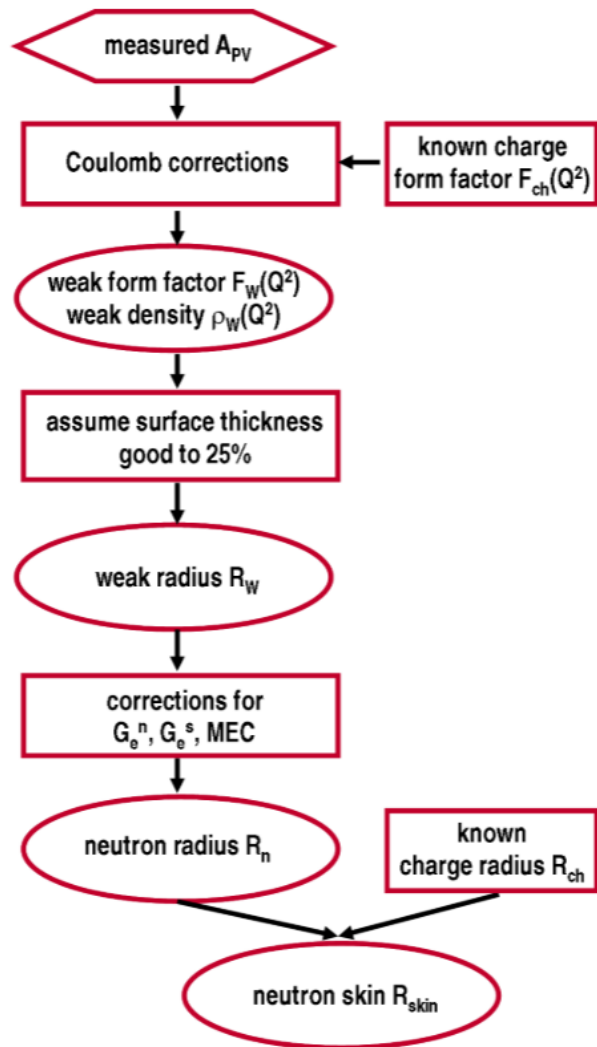 measured A_PV
Coulomb corrections
known charge
form factor F_ch(Q²)
weak form factor F_W(Q²)
weak density ρ_W(Q²)
assume surface thickness
good to 25%
weak radius R_W
corrections for
G_e^n, G_e^s, MEC
neutron radius R_n
known
charge radius R_ch
neutron skin R_skin